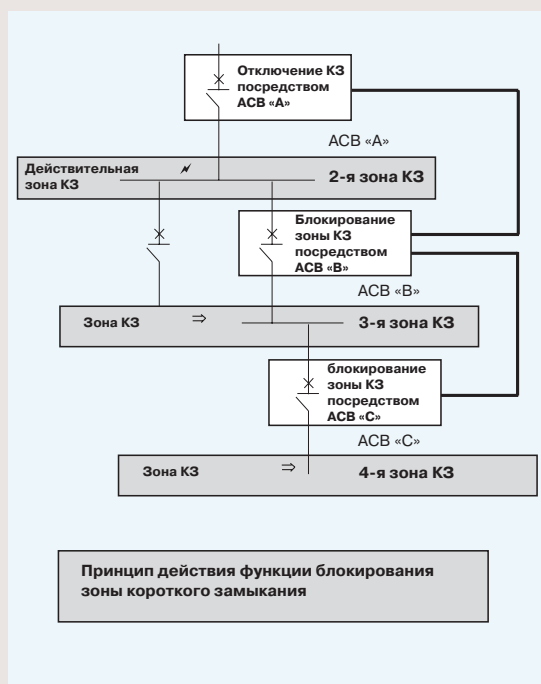 Отключение КЗ
посредством
АСВ «А»
АСВ «А»
Действительная
зона КЗ
2-я зона КЗ
Блокирование
зоны КЗ
посредством
АСВ «В»
АСВ «В»
Зона КЗ ⇒
3-я зона КЗ
блокирование
зоны КЗ
посредством
АСВ «С»
АСВ «С»
Зона КЗ ⇒
4-я зона КЗ
Принцип действия функции блокирования
зоны короткого замыкания